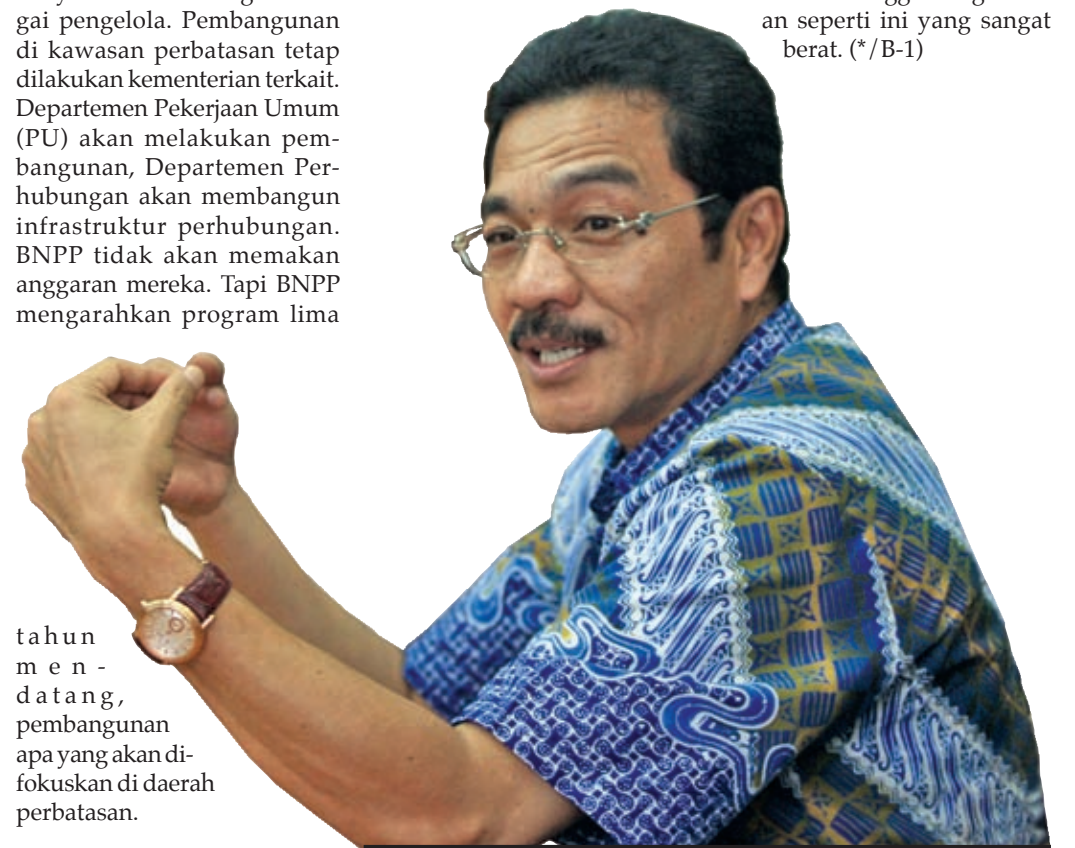 gai pengelola. Pembangunan
di kawasan perbatasan tetap
dilakukan kementerian terkait.
Departemen Pekerjaan Umum
(PU) akan melakukan pem-
bangunan, Departemen Per-
hubungan akan membangun
infrastruktur perhubungan.
BNPP tidak akan memakan
anggaran mereka. Tapi BNPP
mengarahkan program lima
tahun
men-
datang,
pembangunan
apa yang akan di-
fokuskan di daerah
perbatasan.
an seperti ini yang sangat
berat. (*/B-1)